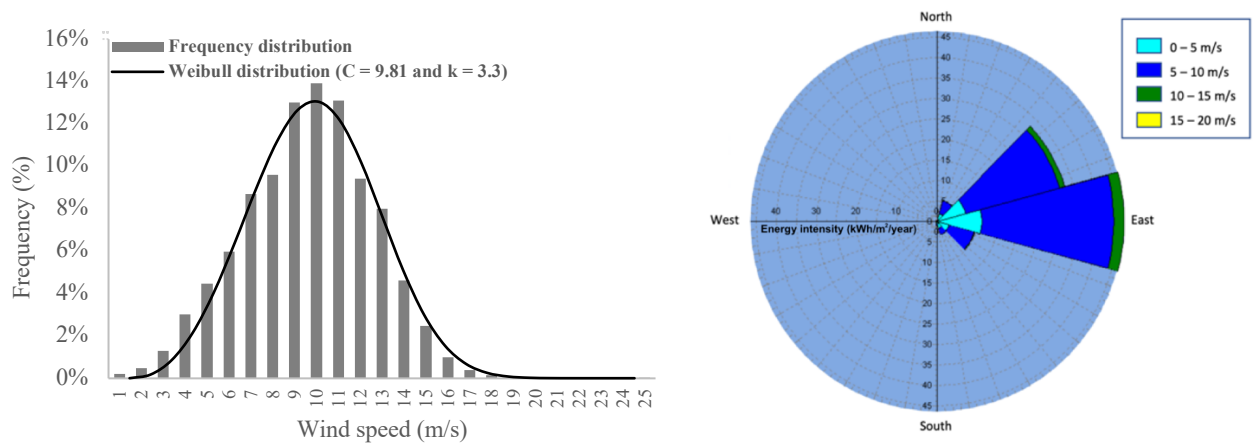 16%
14%
12%
10%
8%
6%
4%
2%
0%
Frequency (%)
Frequency distribution
Weibull distribution (C = 9.81 and k = 3.3)
1 2 3 4 5 6 7 8 9 10 11 12 13 14 15 16 17 18 19 20 21 22 23 24 25
Wind speed (m/s)
North
45
40
35
30
25
20
15
10
5
0
West
40 30 20 10 0
East
Energy intensity (kWh/m²/year)
0
5
10
15
20
25
30
35
40
45
South
0 – 5 m/s
5 – 10 m/s
10 – 15 m/s
15 – 20 m/s